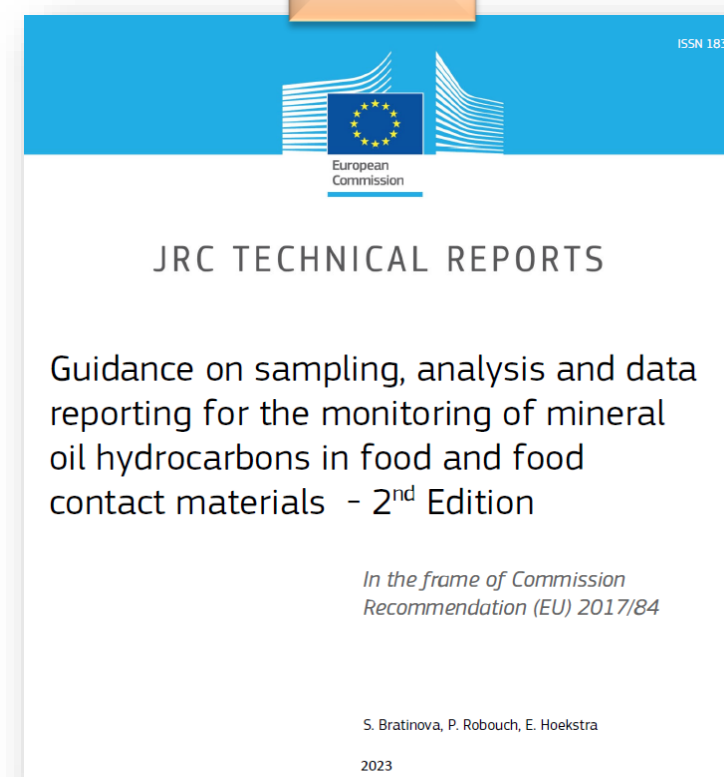 ISSN 183
European
Commission
JRC TECHNICAL REPORTS
Guidance on sampling, analysis and data
reporting for the monitoring of mineral
oil hydrocarbons in food and food
contact materials - 2nd Edition
In the frame of Commission
Recommendation (EU) 2017/84
S. Bratinova, P. Robouch, E. Hoekstra
2023